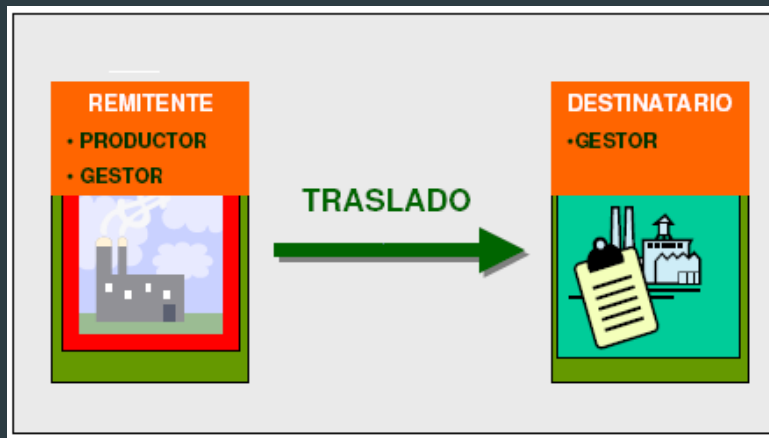 REMITENTE
• PRODUCTOR
• GESTOR
TRASLADO
DESTINATARIO
•GESTOR